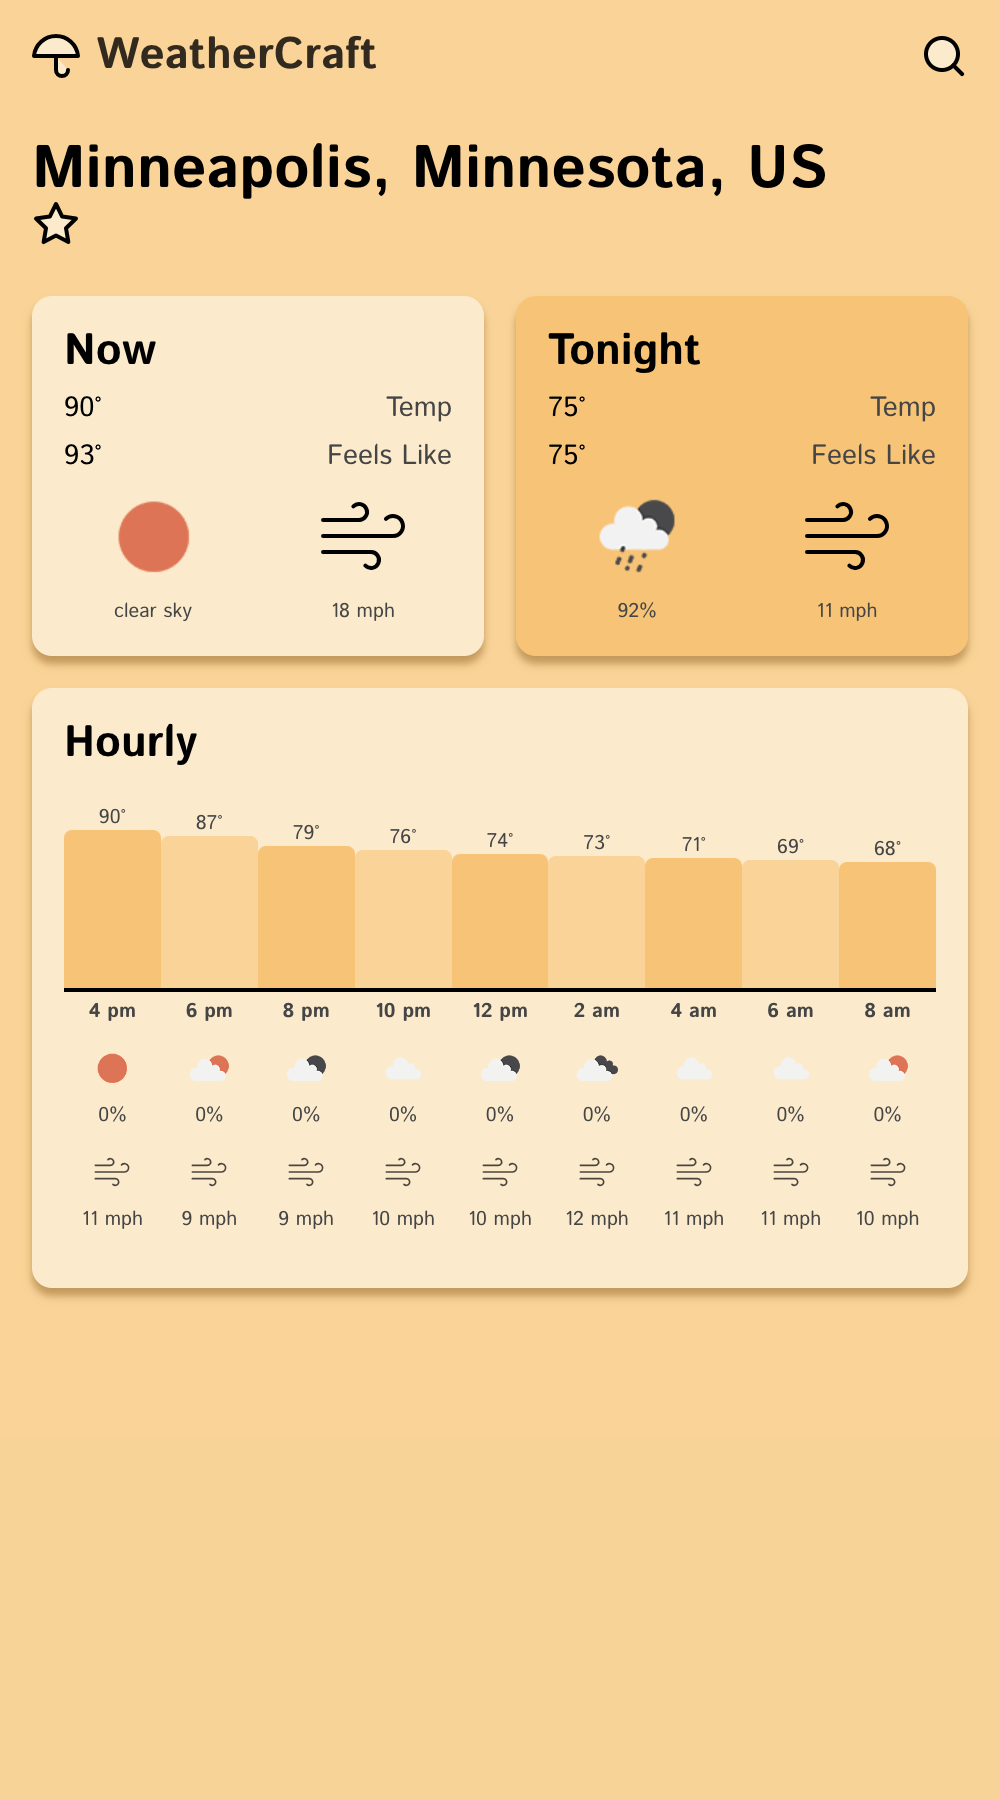 WeatherCraft
Minneapolis, Minnesota, US
Now
90°
Temp
93°
Feels Like
clear sky
18 mph
Tonight
75°
Temp
75°
Feels Like
92%
11 mph
Hourly
90° 87° 79° 76° 74° 73° 71° 69° 68°
4 pm 6 pm 8 pm 10 pm 12 pm 2 am 4 am 6 am 8 am
0% 0% 0% 0% 0% 0% 0% 0% 0%
11 mph 9 mph 9 mph 10 mph 10 mph 12 mph 11 mph 11 mph 10 mph